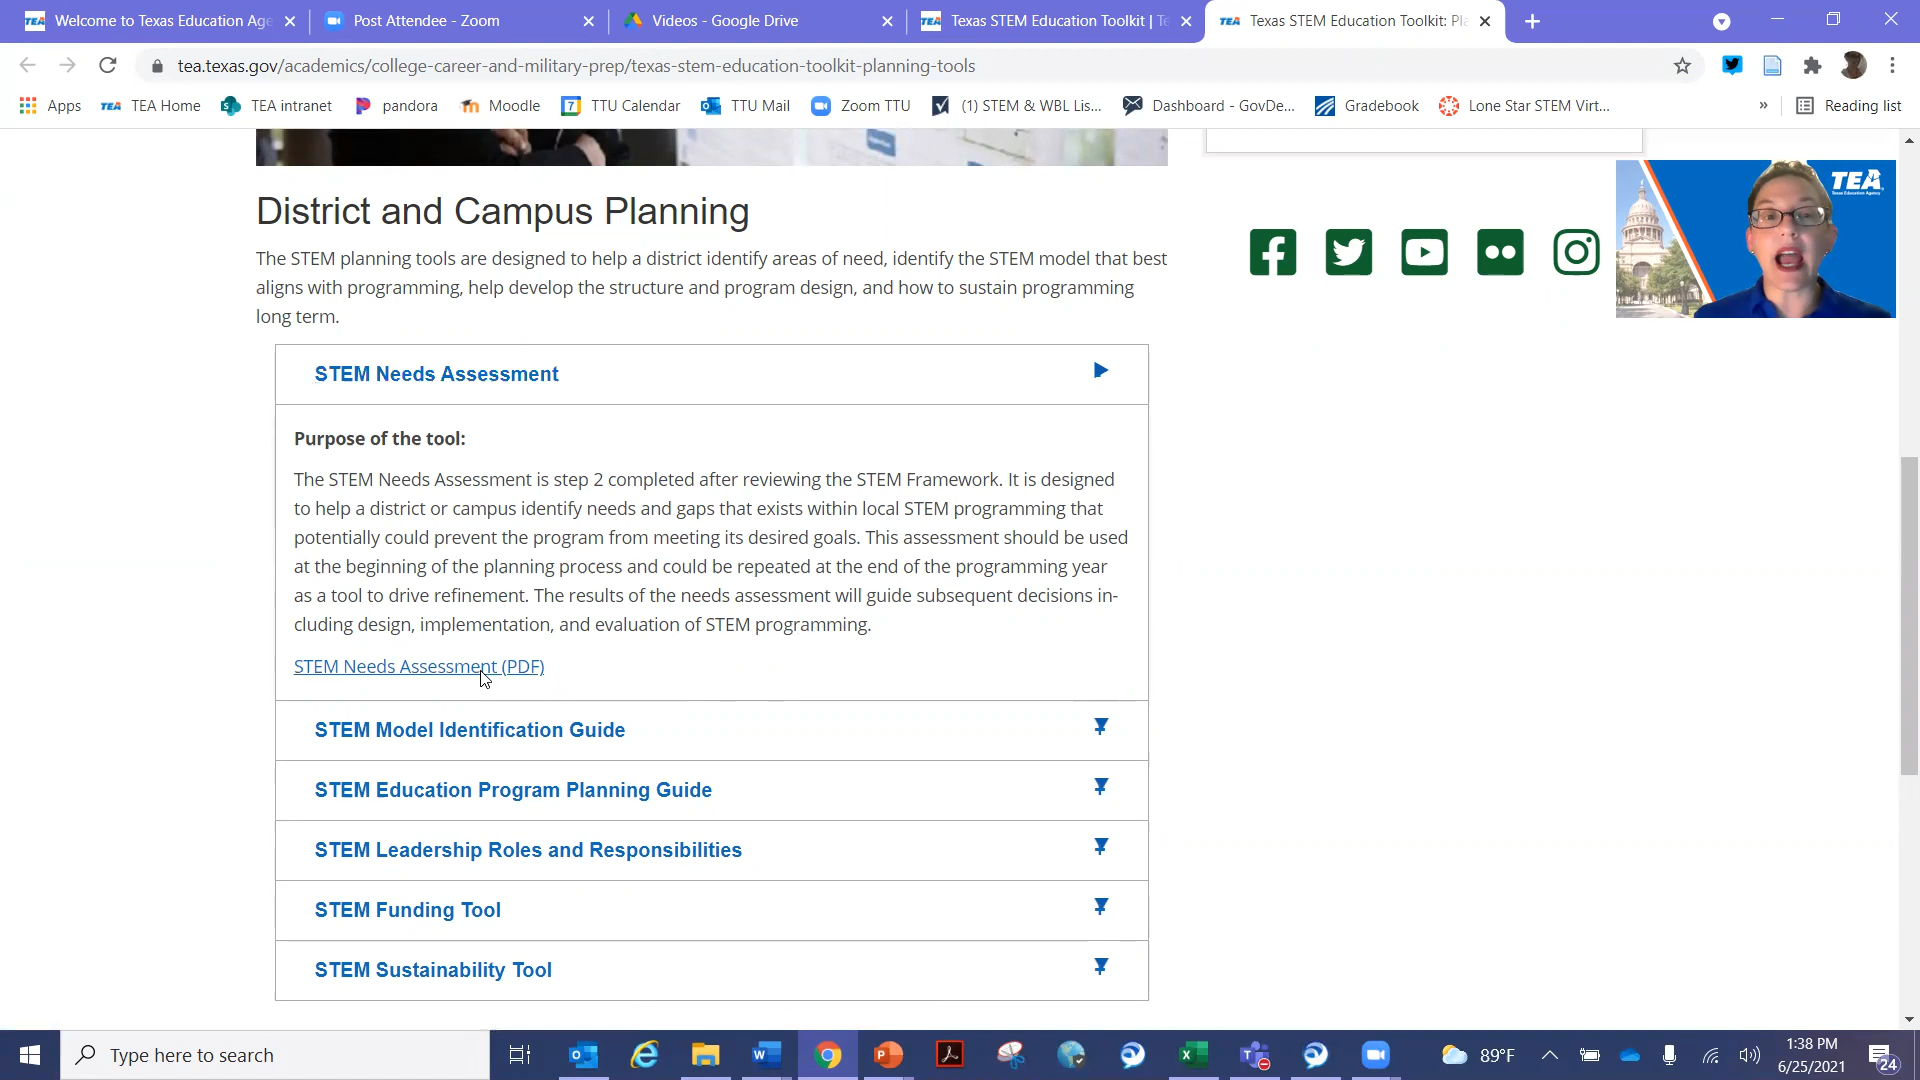 TEA Welcome to Texas Education Age
Post Attendee - Zoom
Videos - Google Drive
TEA Texas STEM Education Toolkit | Te
TEA Texas STEM Education Toolkit: Pla
tea.texas.gov/academics/college-career-and-military-prep/texas-stem-education-toolkit-planning-tools
Apps
TEA TEA Home
TEA intranet
pandora
Moodle
7 TTU Calendar
TTU Mail
Zoom TTU
(1) STEM & WBL Lis...
Dashboard - GovDe...
Gradebook
Lone Star STEM Virt...
»
Reading list
TEA
Texas Education Agency
District and Campus Planning
The STEM planning tools are designed to help a district identify areas of need, identify the STEM model that best
aligns with programming, help develop the structure and program design, and how to sustain programming
long term.
STEM Needs Assessment
Purpose of the tool:
The STEM Needs Assessment is step 2 completed after reviewing the STEM Framework. It is designed
to help a district or campus identify needs and gaps that exists within local STEM programming that
potentially could prevent the program from meeting its desired goals. This assessment should be used
at the beginning of the planning process and could be repeated at the end of the programming year
as a tool to drive refinement. The results of the needs assessment will guide subsequent decisions in-
cluding design, implementation, and evaluation of STEM programming.
STEM Needs Assessment (PDF)
STEM Model Identification Guide
STEM Education Program Planning Guide
STEM Leadership Roles and Responsibilities
STEM Funding Tool
STEM Sustainability Tool
Type here to search
89°F
1:38 PM
6/25/2021
24